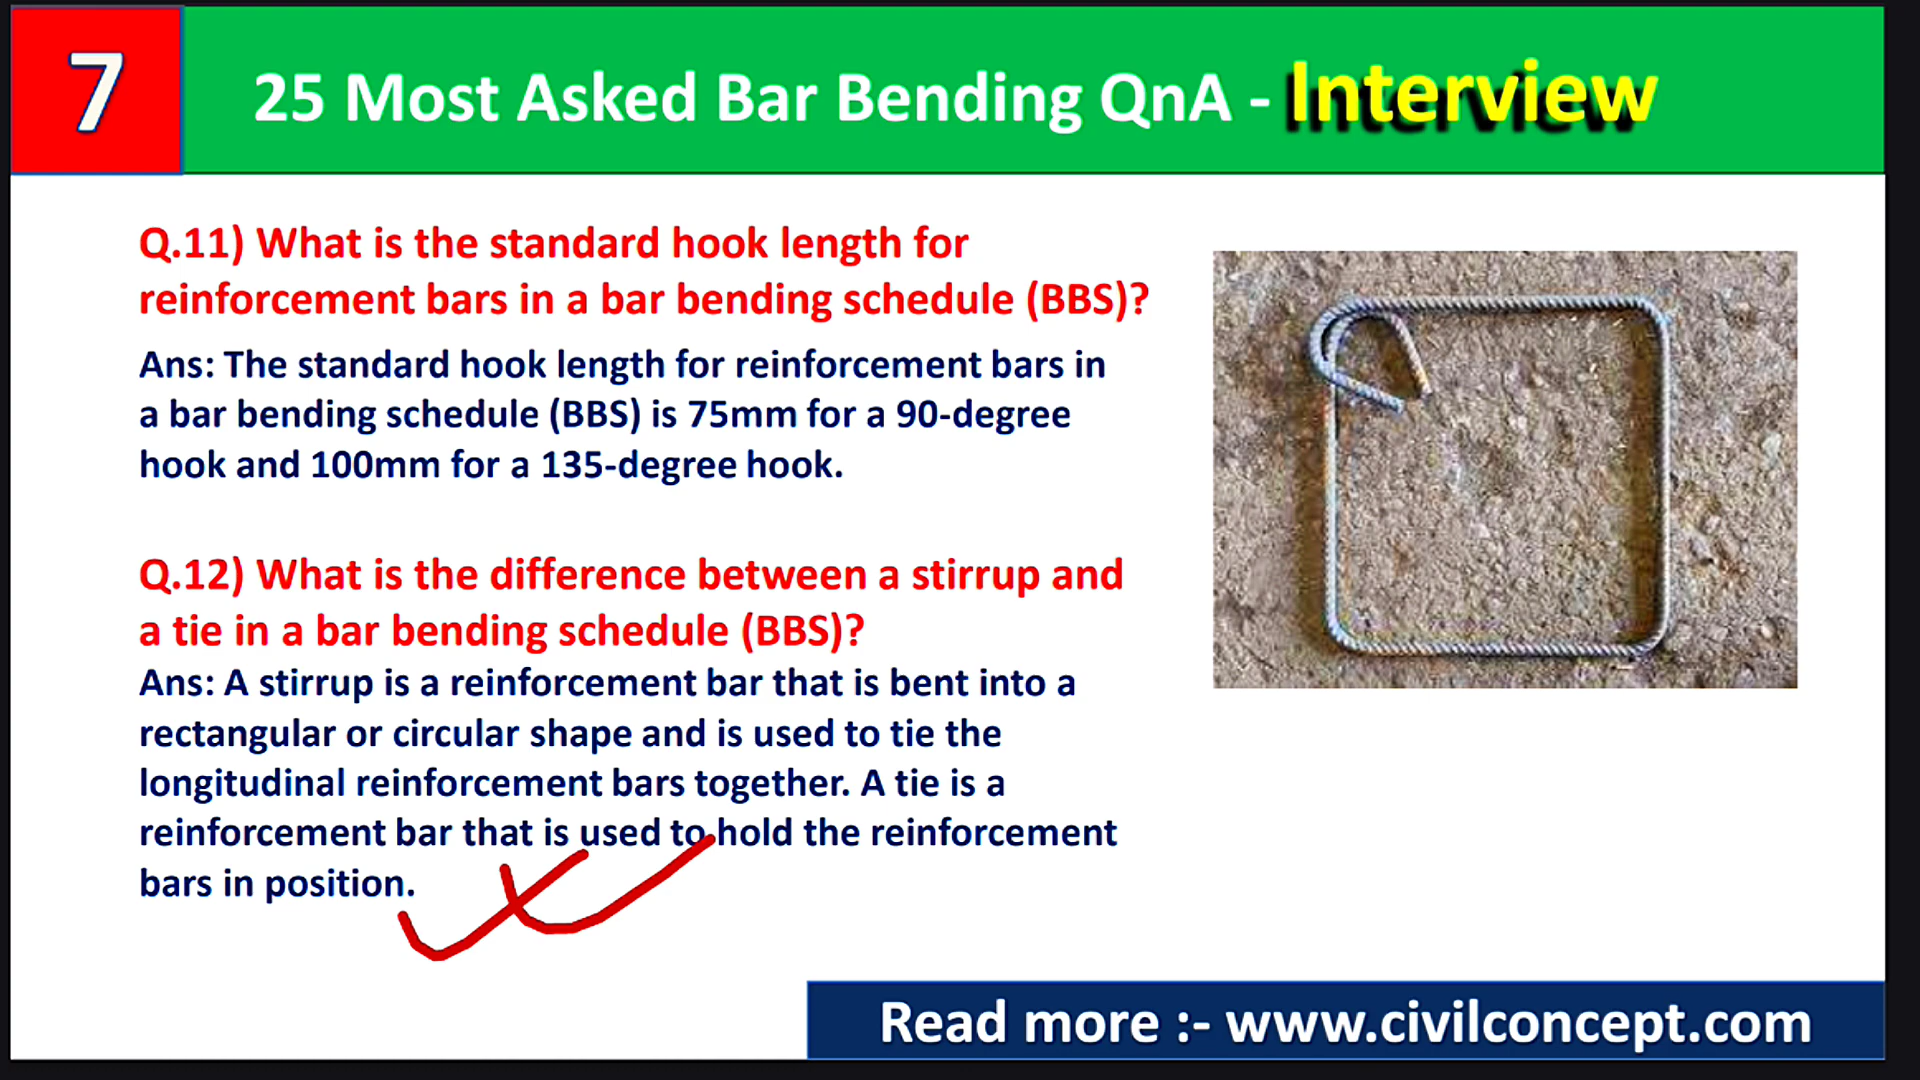 7
25 Most Asked Bar Bending QnA - Interview
Q.11) What is the standard hook length for
reinforcement bars in a bar bending schedule (BBS)?
Ans: The standard hook length for reinforcement bars in
a bar bending schedule (BBS) is 75mm for a 90-degree
hook and 100mm for a 135-degree hook.
Q.12) What is the difference between a stirrup and
a tie in a bar bending schedule (BBS)?
Ans: A stirrup is a reinforcement bar that is bent into a
rectangular or circular shape and is used to tie the
longitudinal reinforcement bars together. A tie is a
reinforcement bar that is used to hold the reinforcement
bars in position.
Read more :- www.civilconcept.com